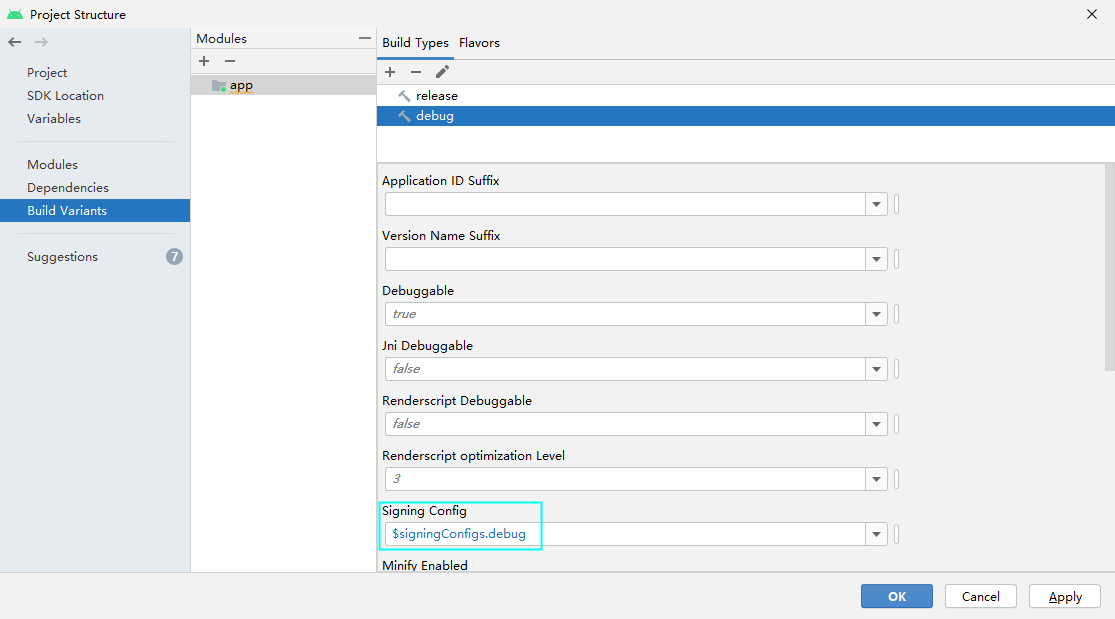 Project Structure
Project
SDK Location
Variables
Modules
Dependencies
Build Variants
Suggestions 7
Modules
app
Build Types Flavors
release
debug
Application ID Suffix
Version Name Suffix
Debuggable
true
Jni Debuggable
false
Renderscript Debuggable
false
Renderscript optimization Level
3
Signing Config
$signingConfigs.debug
Minify Enabled
OK Cancel Apply